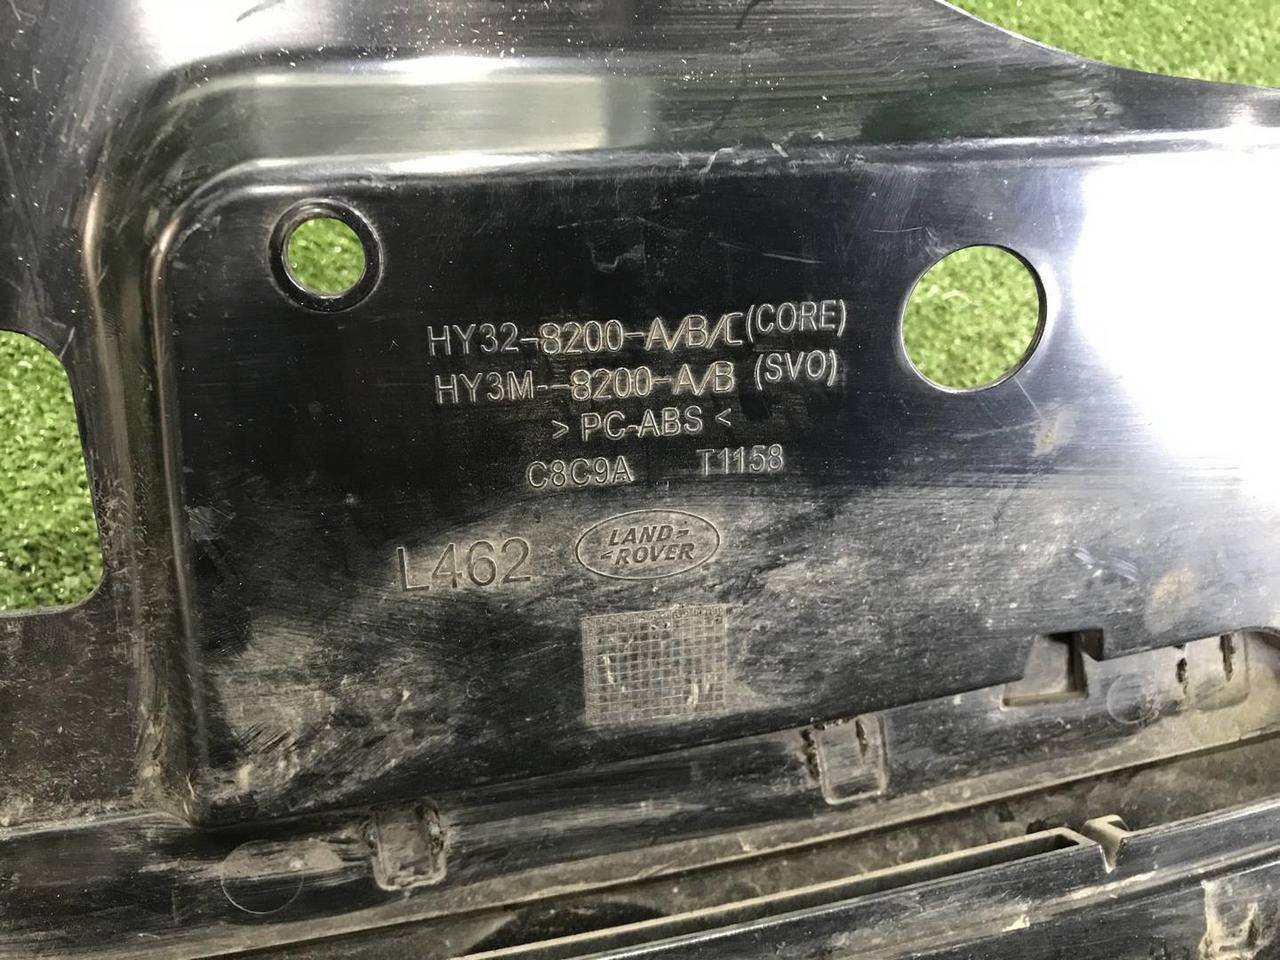 HY32-8200-A/B/C(CORE)
HY3M--8200-A/B (SVO)
> PC-ABS <
C8C9A T1158
L462
LAND-
-ROVER